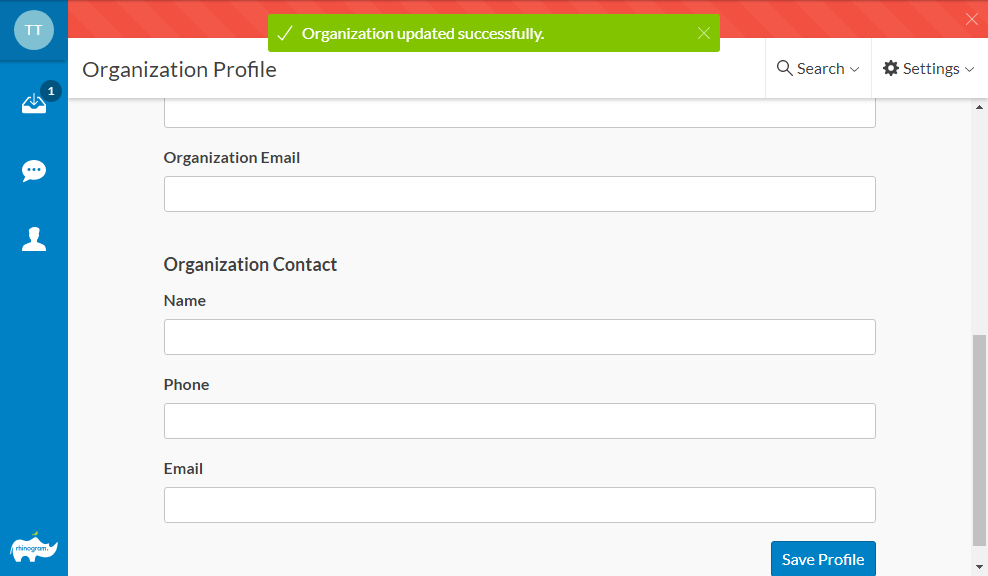 TT
Organization updated successfully.
Organization Profile
Search
Settings
1
Organization Email
Organization Contact
Name
Phone
Email
rhinogram
Save Profile